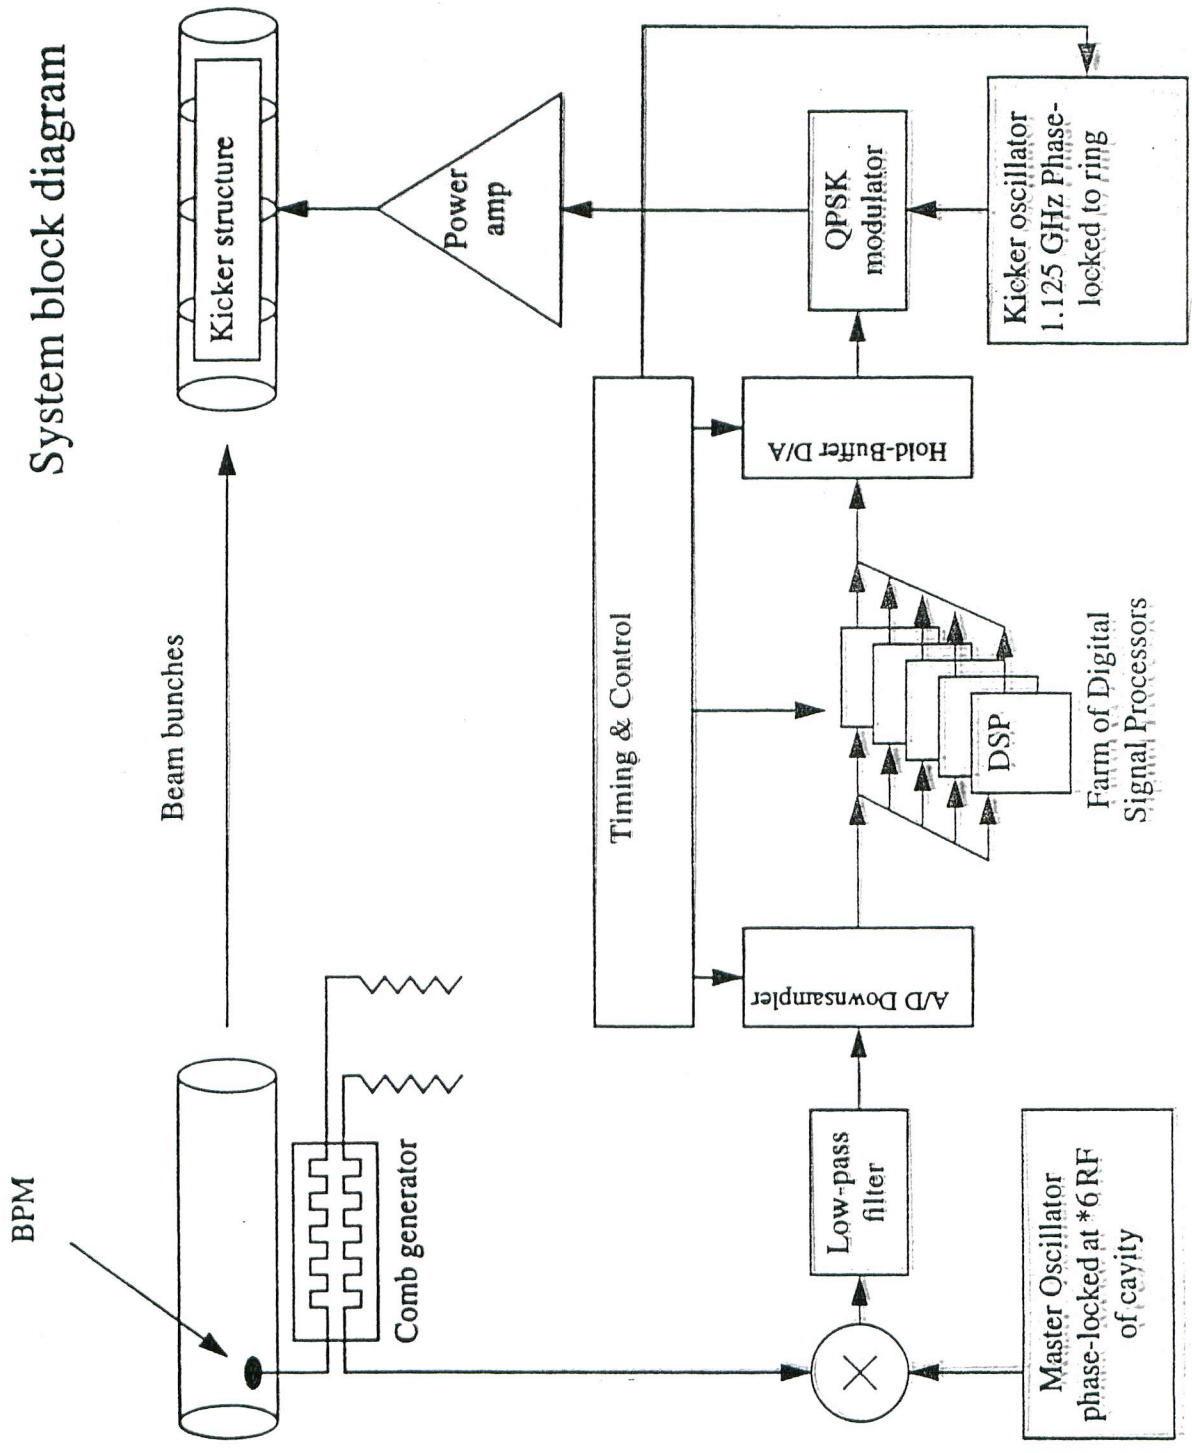 System block diagram
BPM
Beam bunches
Kicker structure
Comb generator
Power
amp
Timing & Control
Low-pass
filter
A/D Downsampler
Hold-Buffer D/A
QPSK
modulator
DSP
Master Oscillator
phase-locked at *6 RF
of cavity
Farm of Digital
Signal Processors
Kicker oscillator
1.125 GHz Phase-
locked to ring